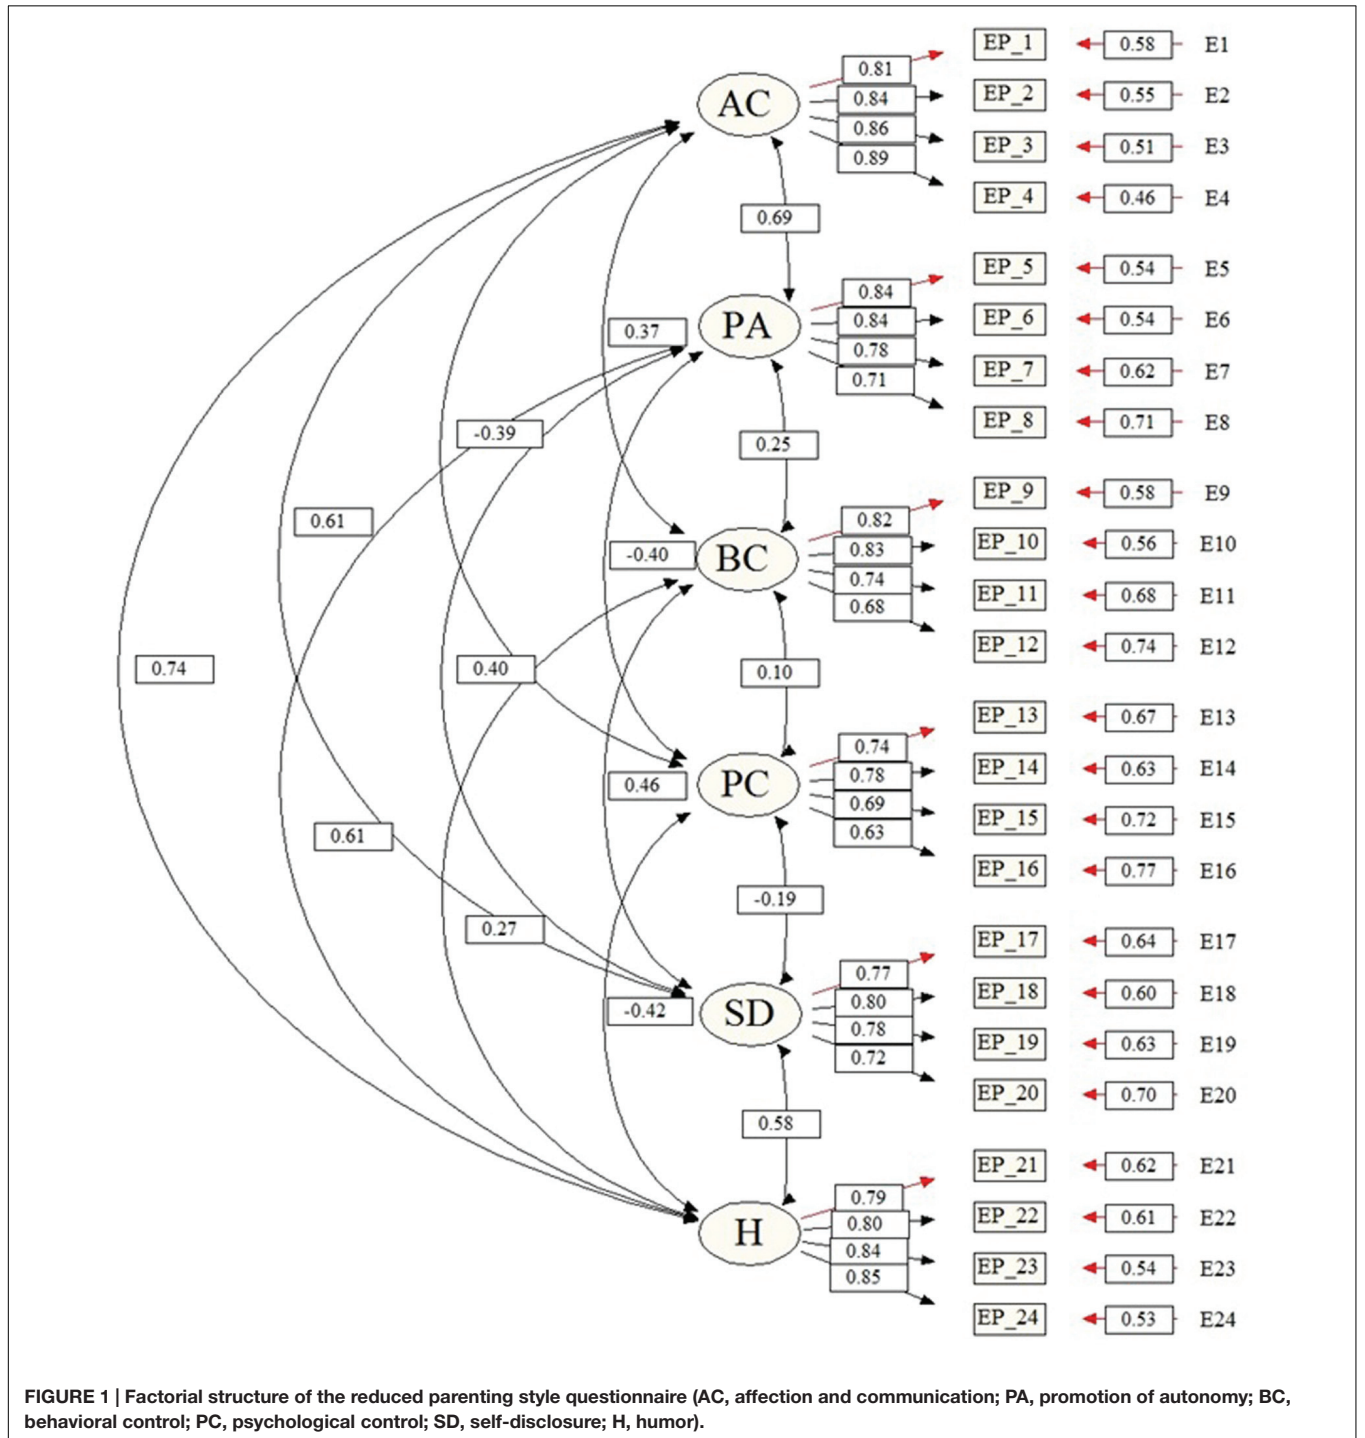 EP_1 0.58 E1
0.81
AC 0.84 EP_2 0.55 E2
0.86
EP_3 0.51 E3
0.89
EP_4 0.46 E4
0.69
EP_5 0.54 E5
0.84
0.37 PA 0.84 EP_6 0.54 E6
0.78
EP_7 0.62 E7
0.71
EP_8 0.71 E8
-0.39
0.25
EP_9 0.58 E9
0.61
0.82
-0.40 BC 0.83 EP_10 0.56 E10
0.74
EP_11 0.68 E11
0.68
EP_12 0.74 E12
0.74 0.40 0.10
EP_13 0.67 E13
0.74
0.46 PC 0.78 EP_14 0.63 E14
0.69
EP_15 0.72 E15
0.63
0.61
EP_16 0.77 E16
-0.19
0.27
EP_17 0.64 E17
0.77
-0.42 SD 0.80 EP_18 0.60 E18
0.78
EP_19 0.63 E19
0.72
EP_20 0.70 E20
0.58
EP_21 0.62 E21
0.79
H 0.80 EP_22 0.61 E22
0.84
EP_23 0.54 E23
0.85
EP_24 0.53 E24
FIGURE 1 | Factorial structure of the reduced parenting style questionnaire (AC, affection and communication; PA, promotion of autonomy; BC,
behavioral control; PC, psychological control; SD, self-disclosure; H, humor).